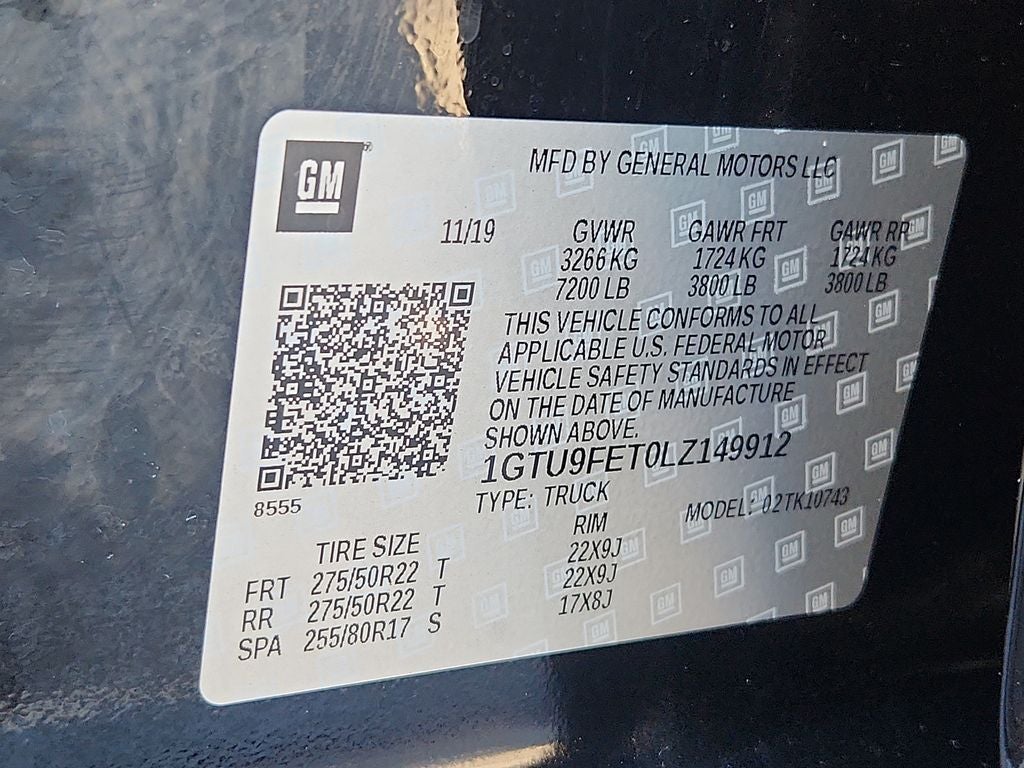 GM
MFD BY GENERAL MOTORS LLC
11/19 GVWR GAWR FRT GAWR RR
3266 KG 1724 KG 1724 KG
7200 LB 3800 LB 3800 LB
THIS VEHICLE CONFORMS TO ALL
APPLICABLE U.S. FEDERAL MOTOR
VEHICLE SAFETY STANDARDS IN EFFECT
ON THE DATE OF MANUFACTURE
SHOWN ABOVE.
1GTU9FET0LZ149912
8555
TYPE: TRUCK MODEL: 02TK10743
TIRE SIZE RIM
FRT 275/50R22 T 22X9J
RR 275/50R22 T 22X9J
SPA 255/80R17 S 17X8J